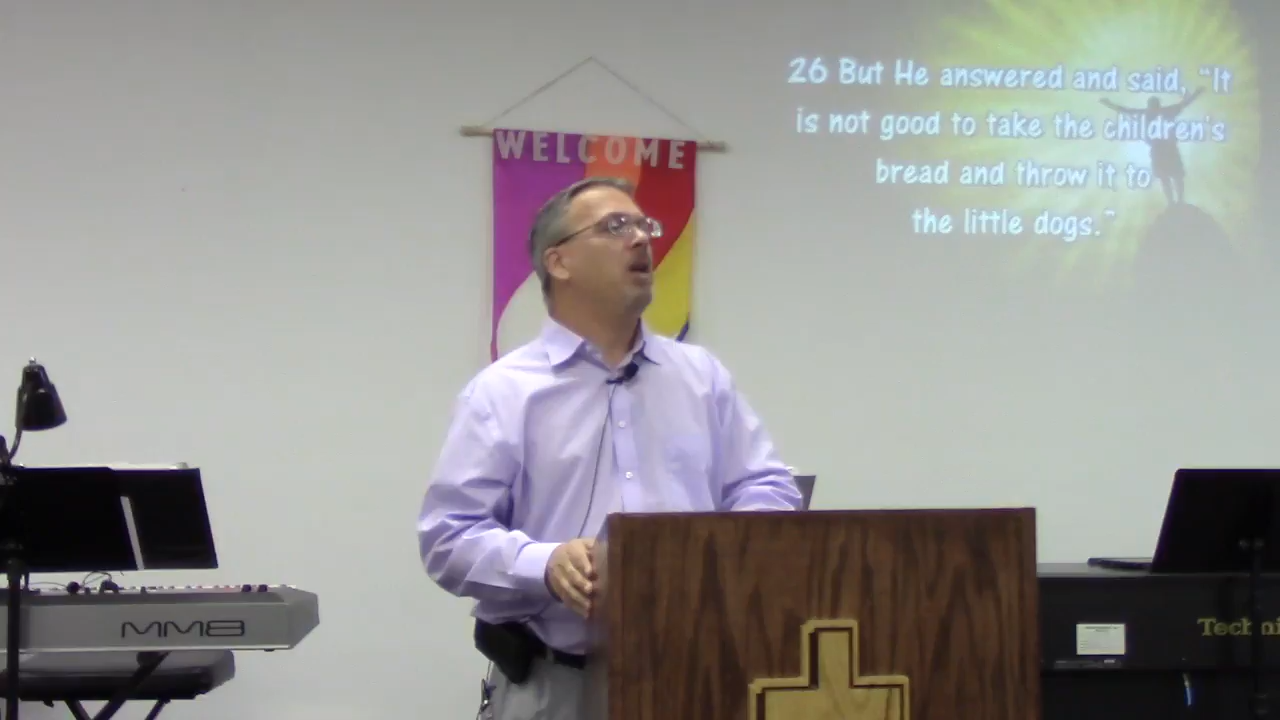 26 But He answered and said, "It
is not good to take the children's
bread and throw it to
the little dogs."
WELCOME
MM8